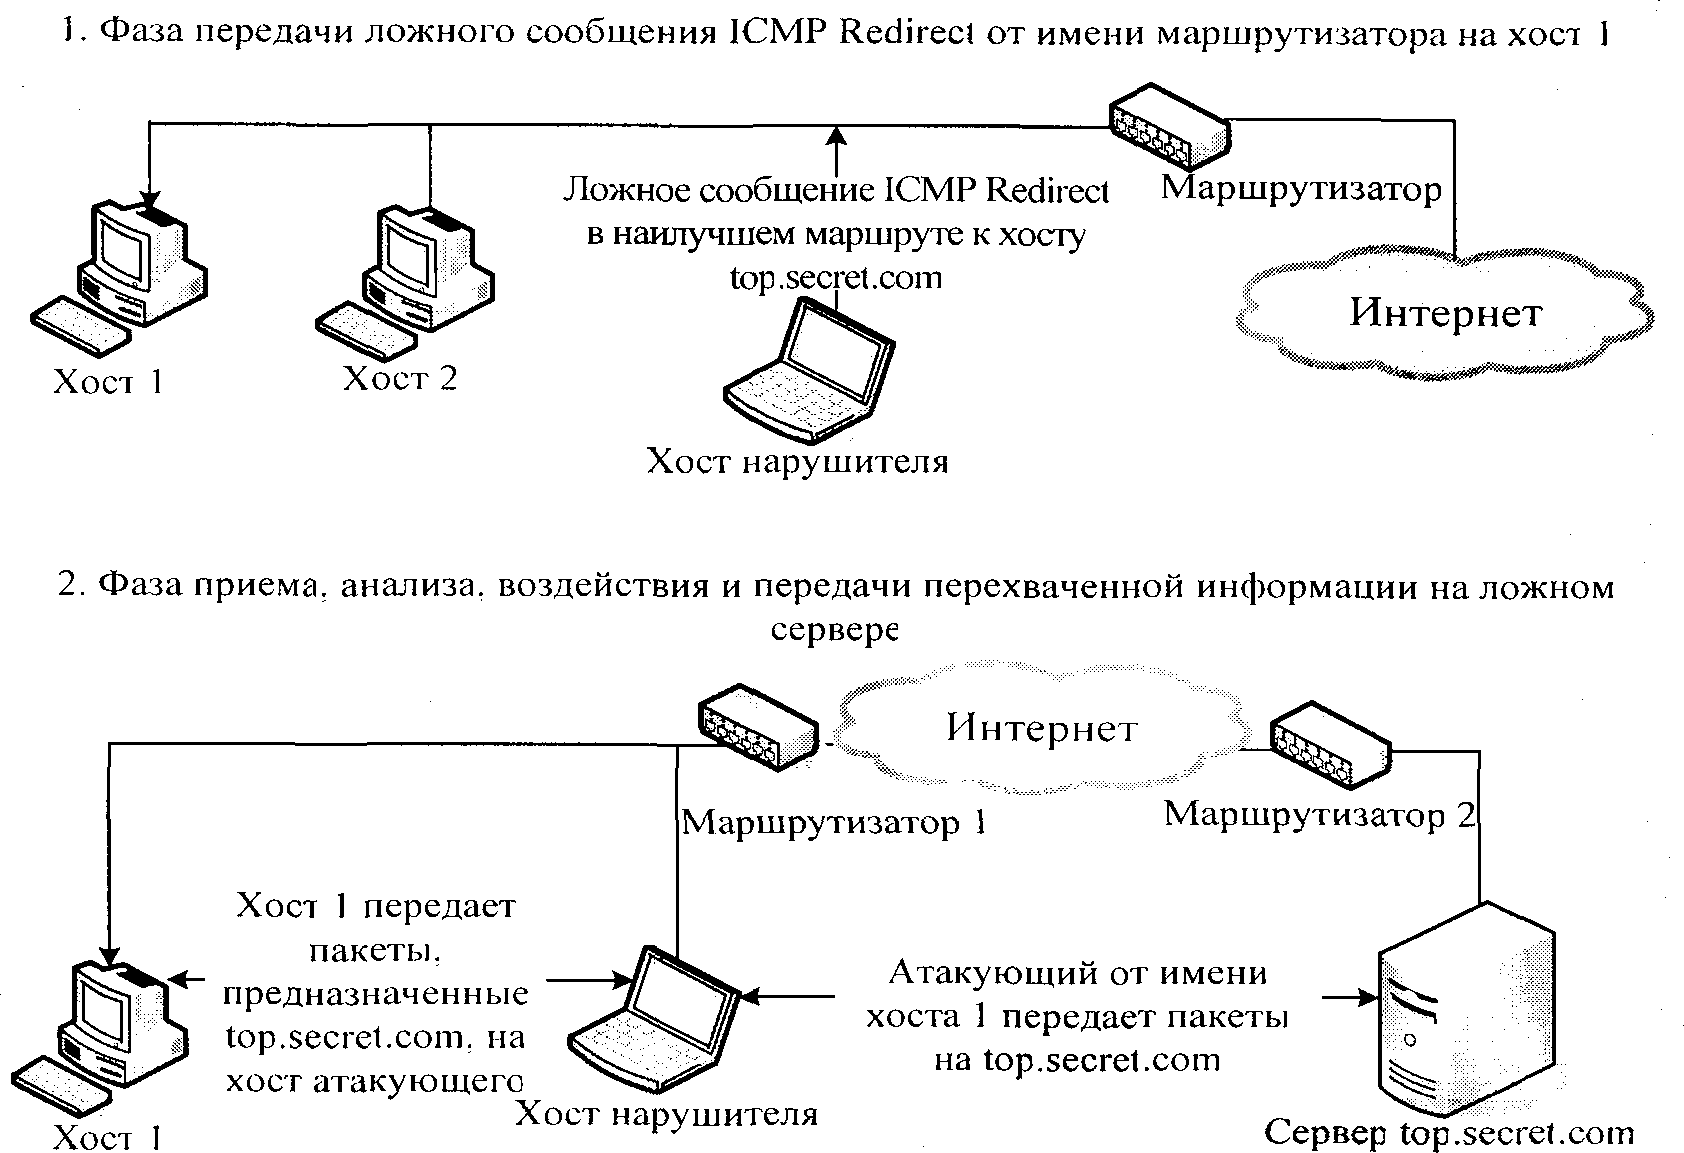 1. Фаза передачи ложного сообщения ICMP Redirect от имени маршрутизатора на хост 1
Маршрутизатор
Ложное сообщение ICMP Redirect
в наилучшем маршруте к хосту
top.secret.com
Интернет
Хост 1
Хост 2
Хост нарушителя
2. Фаза приема, анализа, воздействия и передачи перехваченной информации на ложном
сервере
Интернет
Маршрутизатор 1
Маршрутизатор 2
Хост 1 передает
пакеты,
предназначенные
top.secret.com, на
хост атакующего
Атакующий от имени
хоста 1 передает пакеты
на top.secret.com
Хост 1
Хост нарушителя
Сервер top.secret.com